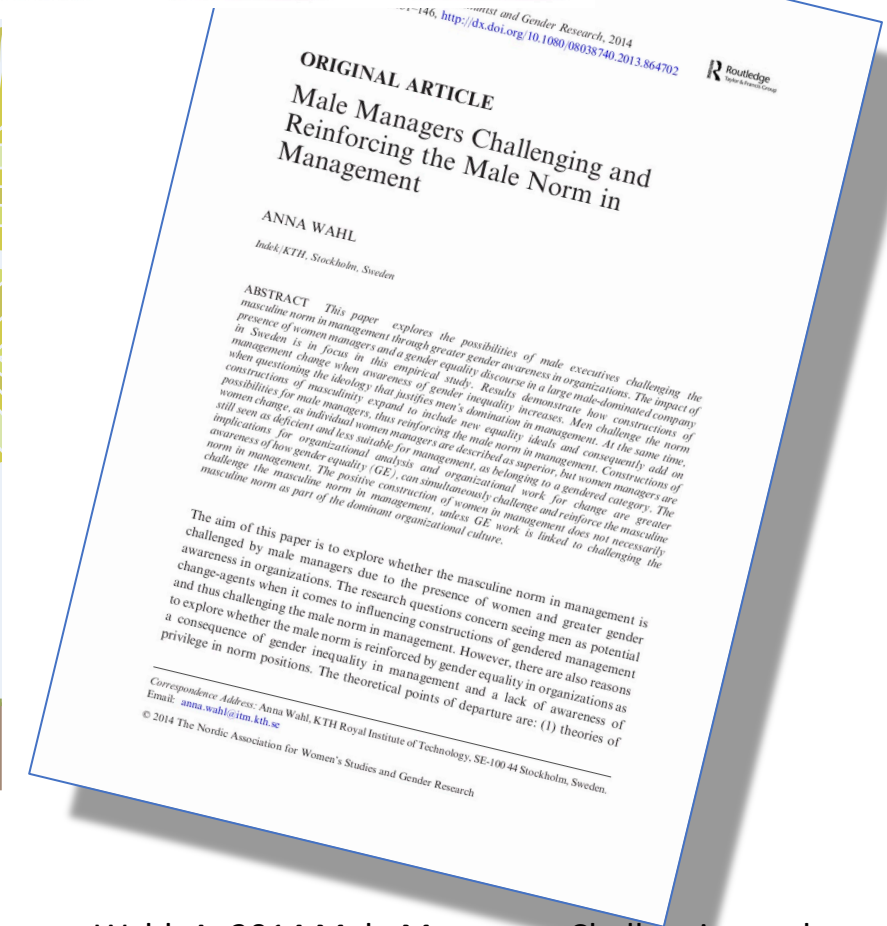 and Gender Research, 2014
146, http://dx.doi.org/10.1080/08038740.2013.864702
Routledge
Taylor & Francis Group
ORIGINAL ARTICLE
Male Managers Challenging and
Reinforcing the Male Norm in
Management
ANNA WAHL
Indek/KTH, Stockholm, Sweden
ABSTRACT This paper explores the possibilities of male executives challenging the
masculine norm in management through greater gender awareness in organizations. The impact of
presence of women managers and a gender equality discourse in a large male-dominated company
in Sweden is in focus in this empirical study. Results demonstrate how constructions of
management change when awareness of gender inequality increases. Men challenge the norm
when questioning the ideology that justifies men's domination in management. At the same time,
constructions of masculinity expand to include new equality ideals and consequently add on
possibilities for male managers, thus reinforcing the male norm in management. Constructions of
women change, as individual women managers are described as superior, but women managers are
still seen as deficient and less suitable for management, as belonging to a gendered category. The
implications for organizational analysis and organizational work for change are greater
awareness of how gender equality (GE), can simultaneously challenge and reinforce the masculine
norm in management. The positive construction of women in management does not necessarily
challenge the masculine norm in management, unless GE work is linked to challenging the
masculine norm as part of the dominant organizational culture.
The aim of this paper is to explore whether the masculine norm in management is
challenged by male managers due to the presence of women and greater gender
awareness in organizations. The research questions concern seeing men as potential
change-agents when it comes to influencing constructions of gendered management
and thus challenging the male norm in management. However, there are also reasons
to explore whether the male norm is reinforced by gender equality in organizations as
a consequence of gender inequality in management and a lack of awareness of
privilege in norm positions. The theoretical points of departure are: (1) theories of
Correspondence Address: Anna Wahl, KTH Royal Institute of Technology, SE-100 44 Stockholm, Sweden.
Email: anna.wahl@itm.kth.se
© 2014 The Nordic Association for Women's Studies and Gender Research